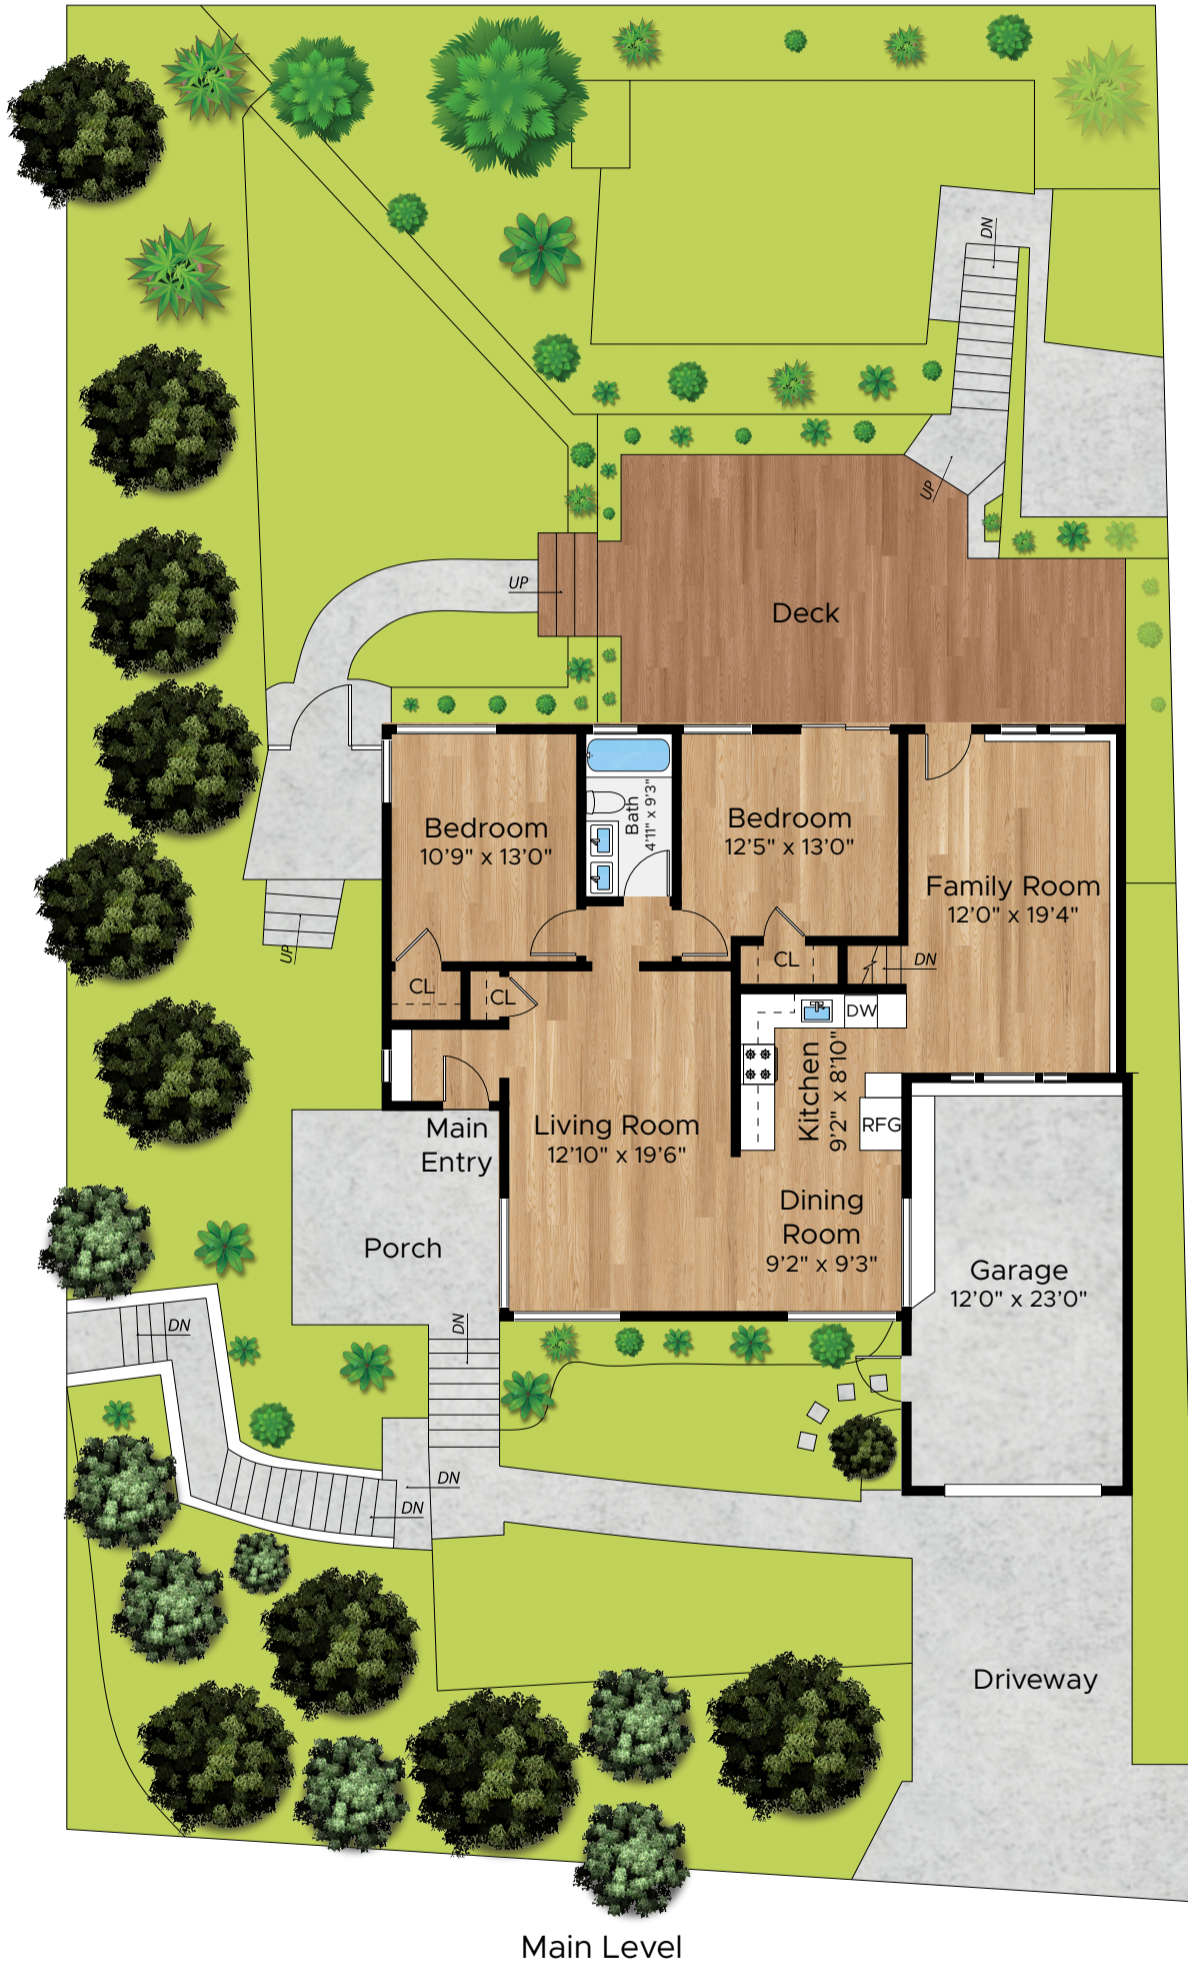 DN
UP
UP
Deck
Bedroom
10'9" x 13'0"
Bath
4'11" x 9'3"
Bedroom
12'5" x 13'0"
Family Room
12'0" x 19'4"
UP
CL
CL
CL
DN
DW
Kitchen
9'2" x 8'10"
RFG
Main
Entry
Living Room
12'10" x 19'6"
Dining
Room
9'2" x 9'3"
Porch
Garage
12'0" x 23'0"
DN
DN
DN
DN
Driveway
Main Level